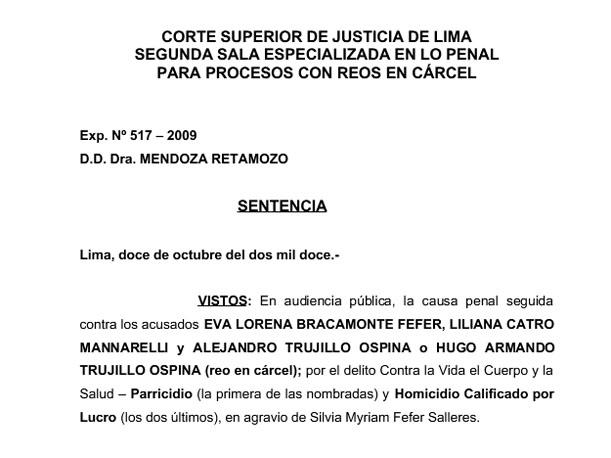 CORTE SUPERIOR DE JUSTICIA DE LIMA
SEGUNDA SALA ESPECIALIZADA EN LO PENAL
PARA PROCESOS CON REOS EN CÁRCEL
Exp. Nº 517 – 2009
D.D. Dra. MENDOZA RETAMOZO
SENTENCIA
Lima, doce de octubre del dos mil doce.-
VISTOS: En audiencia pública, la causa penal seguida
contra los acusados EVA LORENA BRACAMONTE FEFER, LILIANA CATRO
MANNARELLI y ALEJANDRO TRUJILLO OSPINA o HUGO ARMANDO
TRUJILLO OSPINA (reo en cárcel); por el delito Contra la Vida el Cuerpo y la
Salud – Parricidio (la primera de las nombradas) y Homicidio Calificado por
Lucro (los dos últimos), en agravio de Silvia Myriam Fefer Salleres.